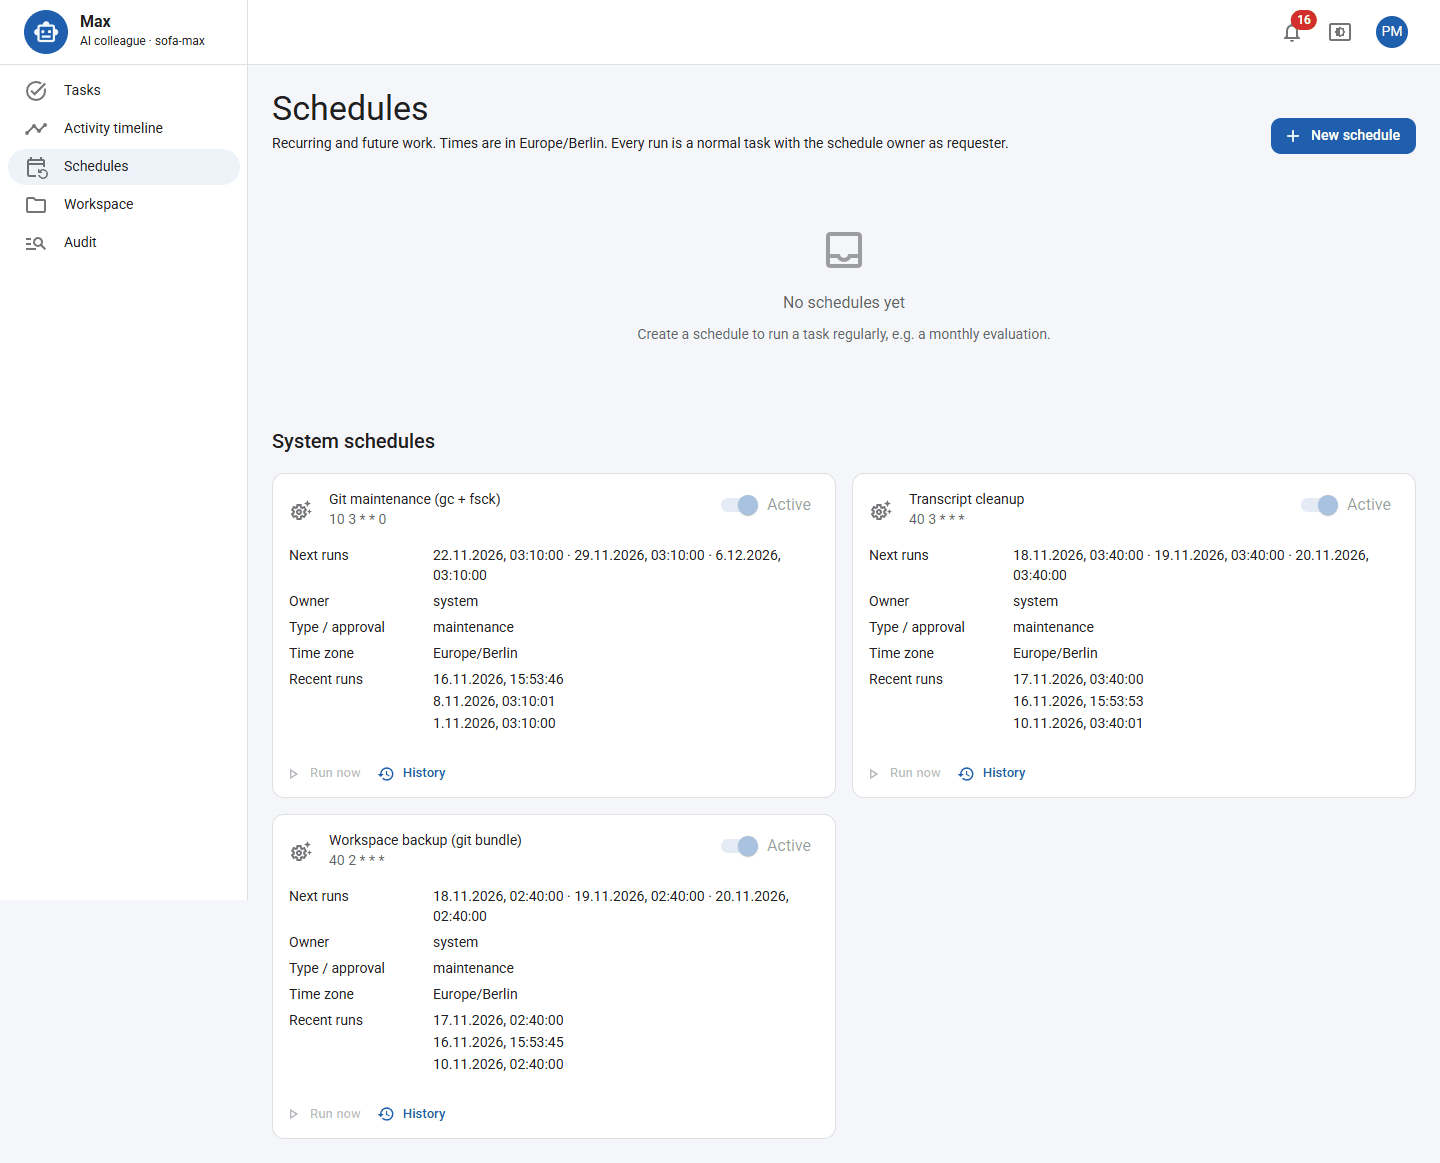 Max
AI colleague · sofa-max
16
PM
Tasks
Activity timeline
Schedules
Workspace
Audit
Schedules
Recurring and future work. Times are in Europe/Berlin. Every run is a normal task with the schedule owner as requester.
New schedule
No schedules yet
Create a schedule to run a task regularly, e.g. a monthly evaluation.
System schedules
Git maintenance (gc + fsck)
10 3 * * 0
Active
Next runs
22.11.2026, 03:10:00 · 29.11.2026, 03:10:00 · 6.12.2026,
03:10:00
Owner
system
Type / approval
maintenance
Time zone
Europe/Berlin
Recent runs
16.11.2026, 15:53:46
8.11.2026, 03:10:01
1.11.2026, 03:10:00
Run now
History
Transcript cleanup
40 3 * * *
Active
Next runs
18.11.2026, 03:40:00 · 19.11.2026, 03:40:00 · 20.11.2026,
03:40:00
Owner
system
Type / approval
maintenance
Time zone
Europe/Berlin
Recent runs
17.11.2026, 03:40:00
16.11.2026, 15:53:53
10.11.2026, 03:40:01
Run now
History
Workspace backup (git bundle)
40 2 * * *
Active
Next runs
18.11.2026, 02:40:00 · 19.11.2026, 02:40:00 · 20.11.2026,
02:40:00
Owner
system
Type / approval
maintenance
Time zone
Europe/Berlin
Recent runs
17.11.2026, 02:40:00
16.11.2026, 15:53:45
10.11.2026, 02:40:00
Run now
History